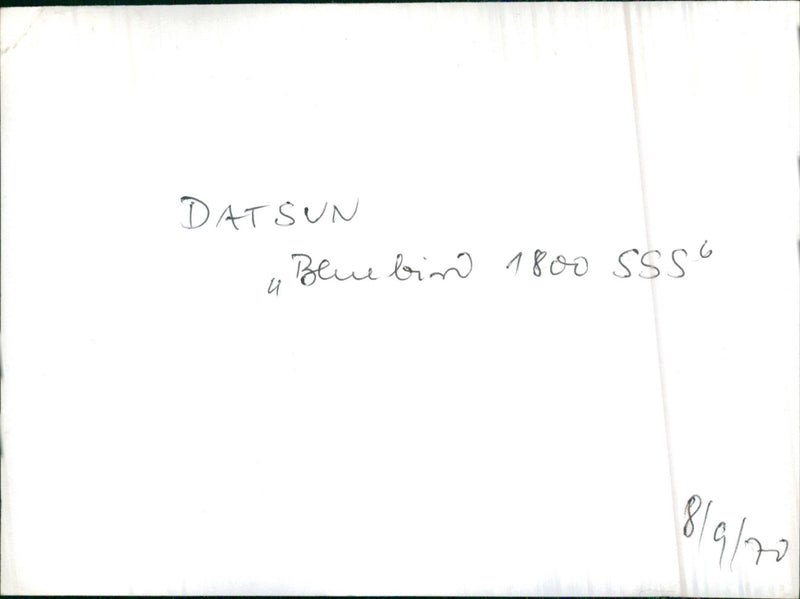 DATSUN
„Bluebird 1800 SSS“
8/9/70